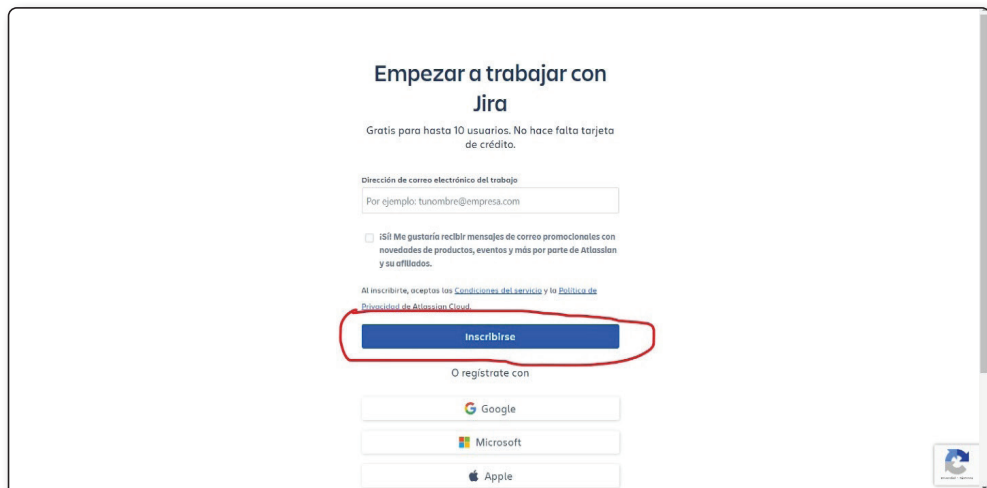 Empezar a trabajar con
Jira
Gratis para hasta 10 usuarios. No hace falta tarjeta
de crédito.
Dirección de correo electrónico del trabajo
Por ejemplo: tunombre@empresa.com
¡Sí! Me gustaría recibir mensajes de correo promocionales con
novedades de productos, eventos y más por parte de Atlassian
y su afiliados.
Al inscribirte, aceptas las Condiciones del servicio y la Política de
Privacidad de Atlassian Cloud.
Inscribirse
O regístrate con
Google
Microsoft
Apple